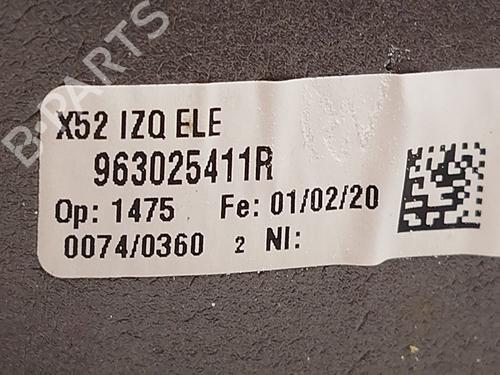 B-PARTS
X52 IZQ ELE
963025411R
Op: 1475 Fe: 01/02/20
0074/0360 2 NI: